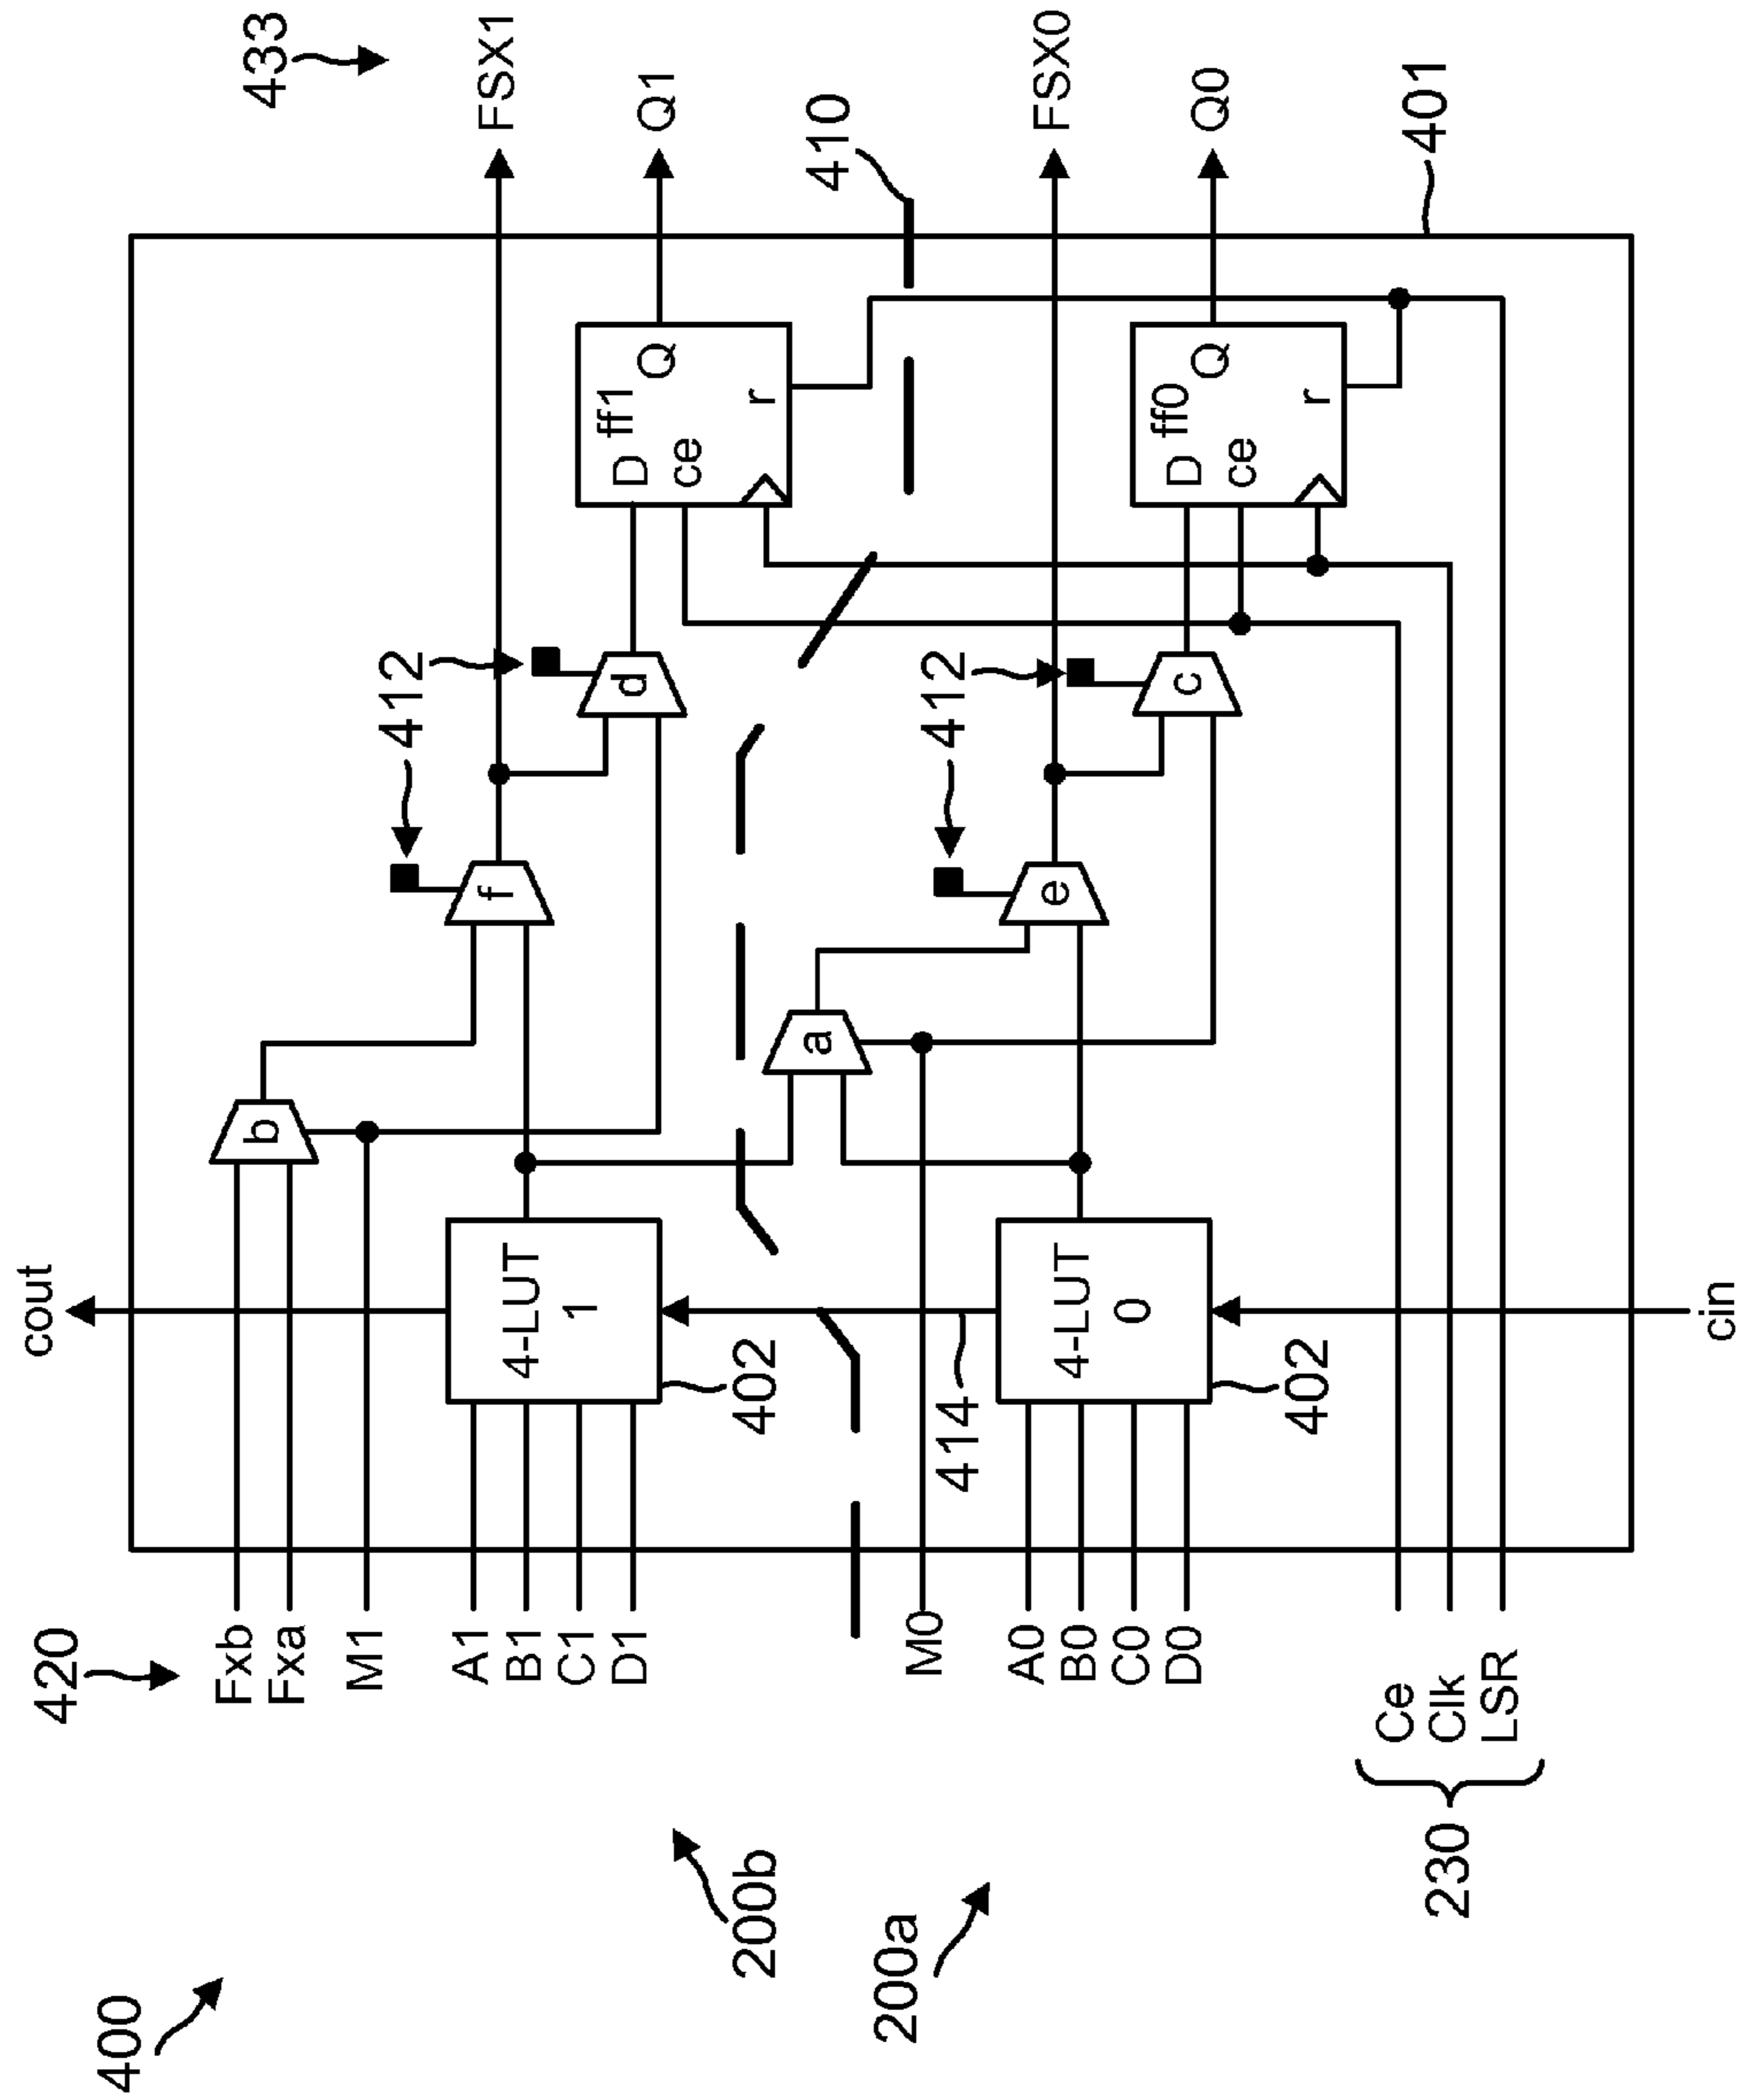 400
420
433
cout
Fxb
Fxa
M1
b
A1
B1
C1
D1
4-LUT
1
402
f
412
d
412
FSX1
D
ff1
Q
ce
r
Q1
200b
410
a
M0
414
200a
A0
B0
C0
D0
4-LUT
0
402
e
412
c
412
FSX0
D
ff0
Q
ce
r
Q0
Ce
Clk
LSR
230
401
cin